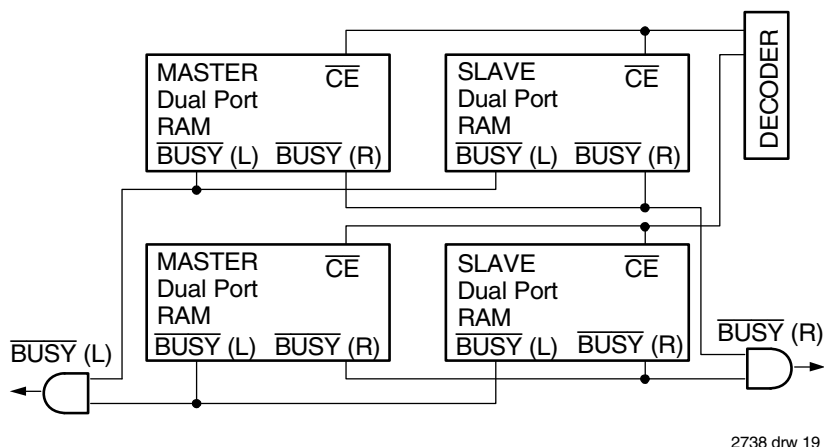 MASTER
Dual Port
RAM
CE
BUSY (L) BUSY (R)
SLAVE
Dual Port
RAM
CE
BUSY (L) BUSY (R)
DECODER
MASTER
Dual Port
RAM
CE
BUSY (L) BUSY (R)
SLAVE
Dual Port
RAM
CE
BUSY (L) BUSY (R)
BUSY (L)
BUSY (R)
2738 drw 19